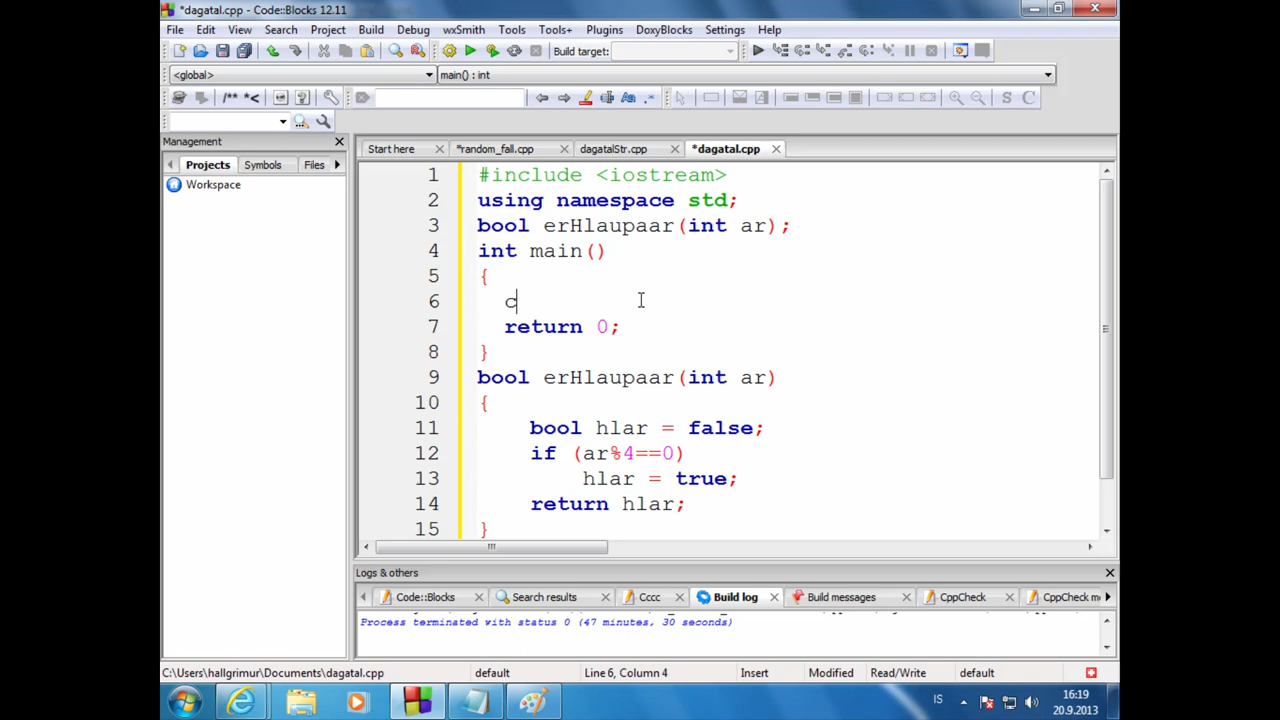 *dagatal.cpp - Code::Blocks 12.11
File Edit View Search Project Build Debug wxSmith Tools Tools+ Plugins DoxyBlocks Settings Help
Build target:
<global> main() : int
/** *<
Aa .*
S C
Management
Projects Symbols Files
Workspace
Start here *random_fall.cpp dagatalStr.cpp *dagatal.cpp
1 #include <iostream>
2 using namespace std;
3 bool erHlaupaar(int ar);
4 int main()
5 {
6 c
7 return 0;
8 }
9 bool erHlaupaar(int ar)
10 {
11 bool hlar = false;
12 if (ar%4==0)
13 hlar = true;
14 return hlar;
15 }
Logs & others
Code::Blocks Search results Cccc Build log Build messages CppCheck CppCheck me
Process terminated with status 0 (47 minutes, 30 seconds)
C:\Users\hallgrimur\Documents\dagatal.cpp default Line 6, Column 4 Insert Modified Read/Write default
IS 16:19
20.9.2013